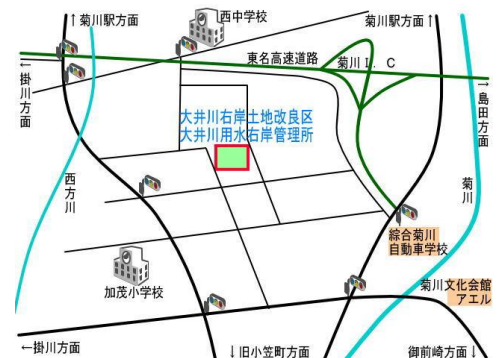 ↑菊川駅方面
西中学校
菊川駅方面↑
東名高速道路
菊川I.C
←掛川方面
→島田方面
大井川右岸土地改良区
大井川用水右岸管理所
西方川
菊川
綜合菊川
自動車学校
加茂小学校
菊川文化会館
アエル
←掛川方面
↓旧小笠町方面
御前崎方面↓